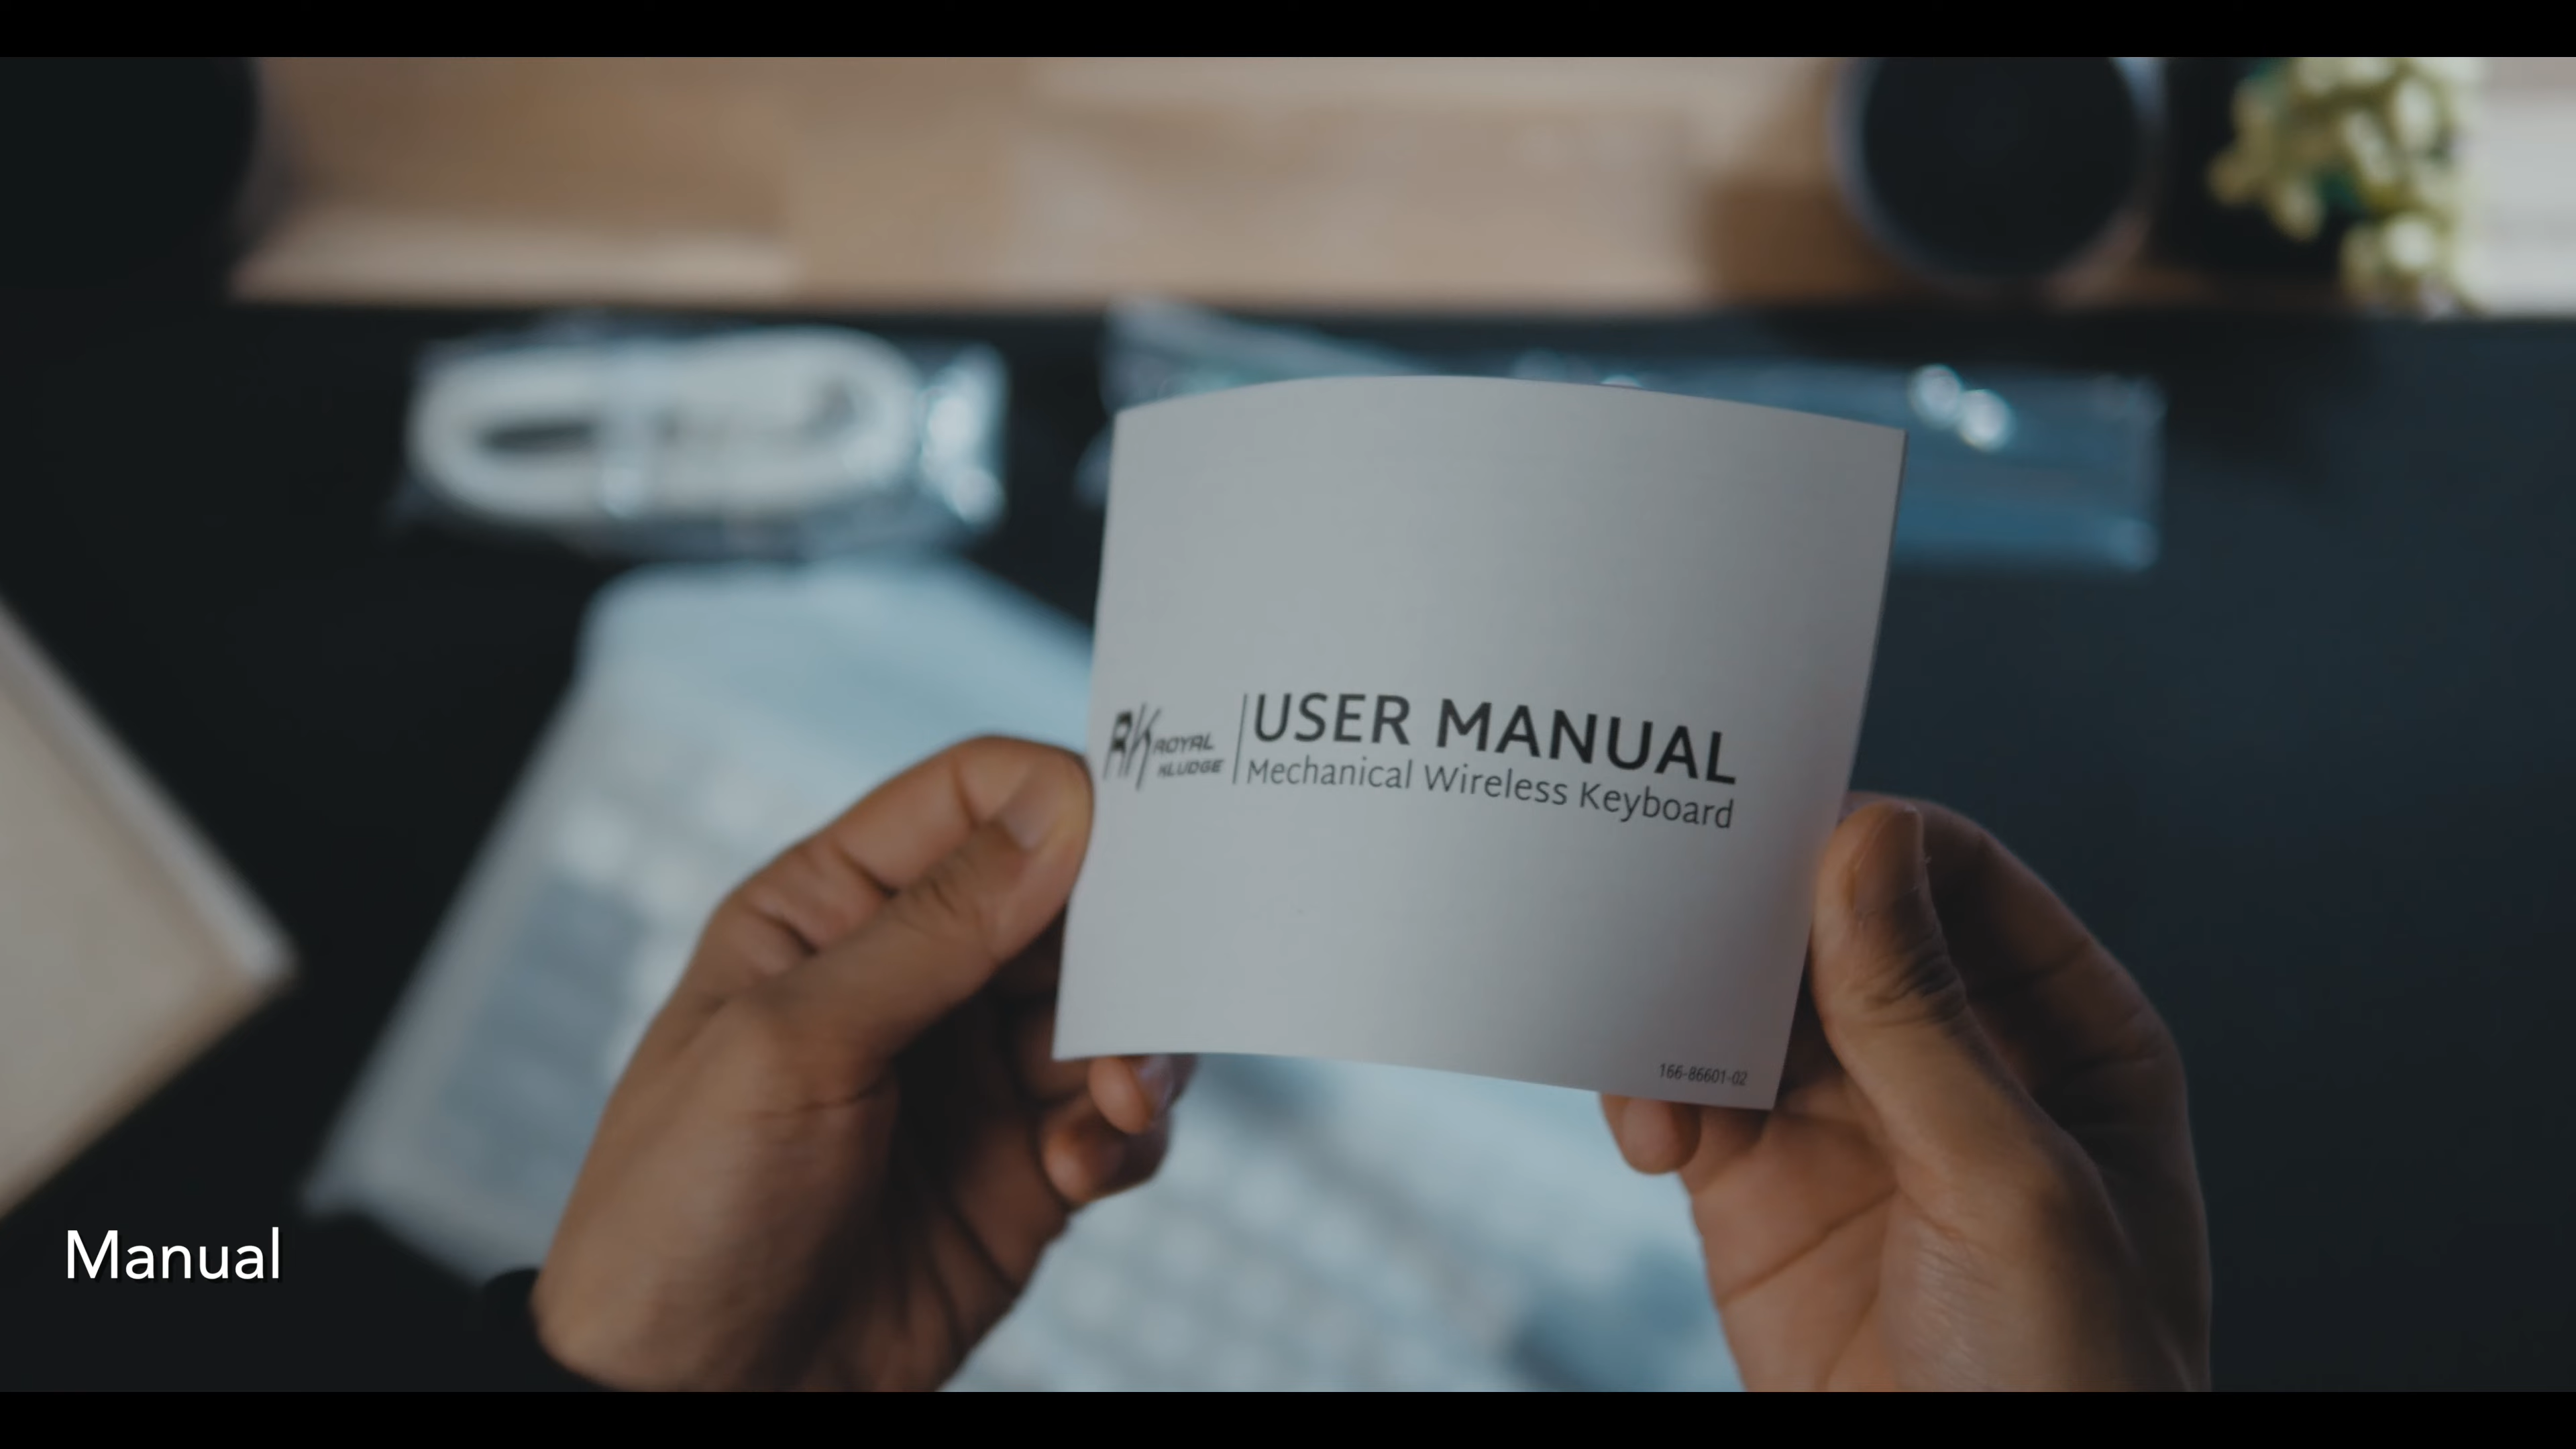 RK ROYAL
KLUDGE
USER MANUAL
Mechanical Wireless Keyboard
166-86601-02
Manual